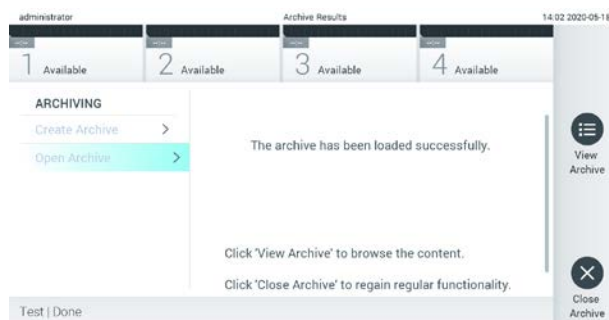 administrator Archive Results 14:02 2020-05-18
--:-- --:-- --:-- --:--
1 Available 2 Available 3 Available 4 Available
ARCHIVING
Create Archive
Open Archive
The archive has been loaded successfully.
Click 'View Archive' to browse the content.
Click 'Close Archive' to regain regular functionality.
View
Archive
Close
Archive
Test | Done